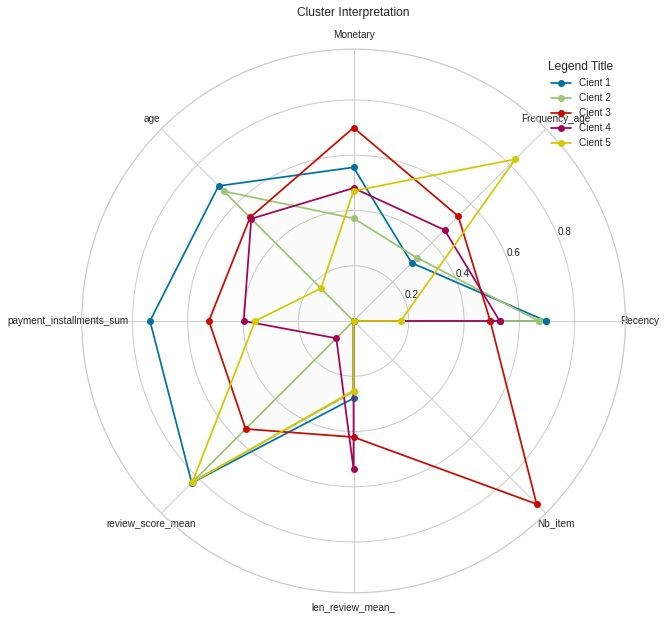 Cluster Interpretation
Monetary
Legend Title
Cient 1
Cient 2
Cient 3
Cient 4
Cient 5
age
Frequency_age
0.8
0.6
0.4
0.2
payment_installments_sum
Recency
review_score_mean
Nb_item
len_review_mean_